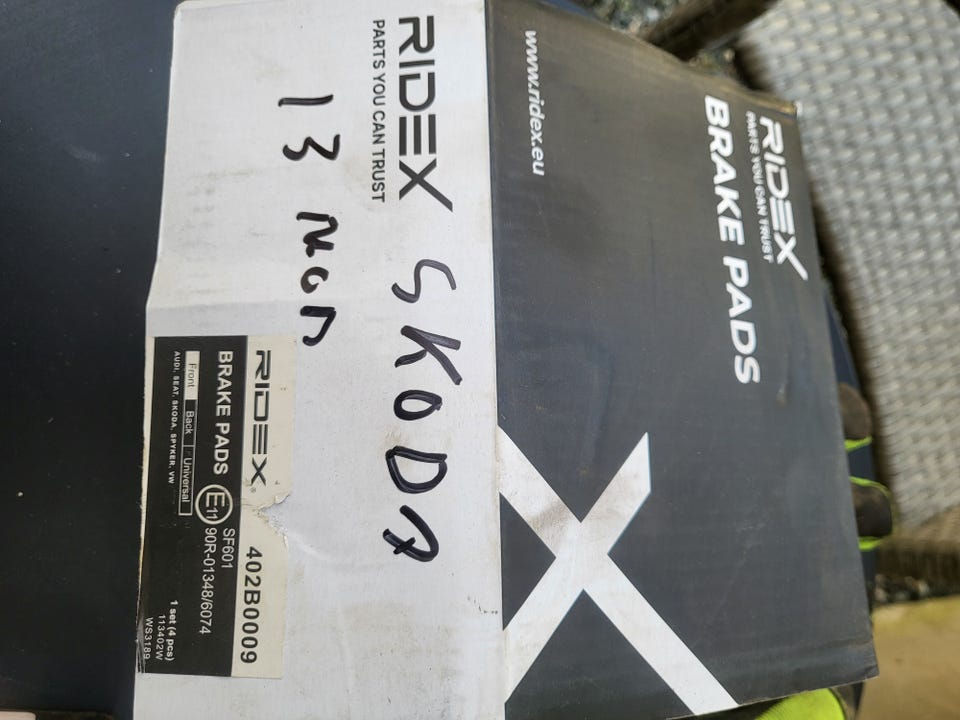 RIDEX
PARTS YOU CAN TRUST
BRAKE PADS
www.ridex.eu
RIDEX
PARTS YOU CAN TRUST
SKODA
13
RIDEX®
402B0009
BRAKE PADS
E11
SF601
90R-01348/6074
Front Back Universal
AUDI, SEAT, SKODA, SPYKER, VW
1 set (4 pcs)
113402W
WS3189